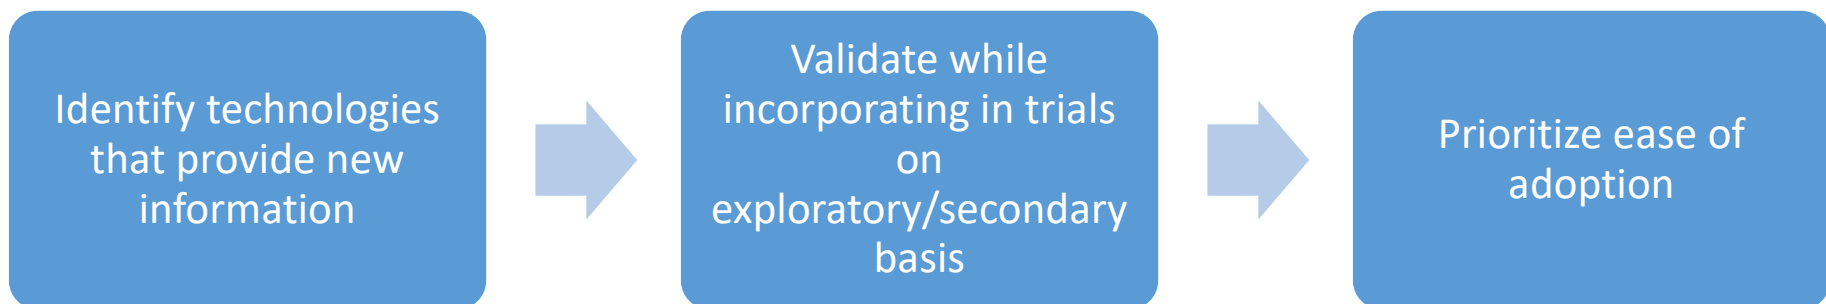 Identify technologies
that provide new
information
Validate while
incorporating in trials
on
exploratory/secondary
basis
Prioritize ease of
adoption